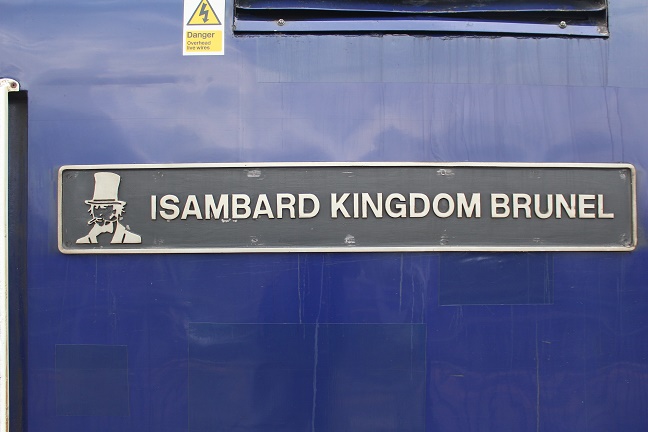 Danger
Overhead
live wires
ISAMBARD KINGDOM BRUNEL